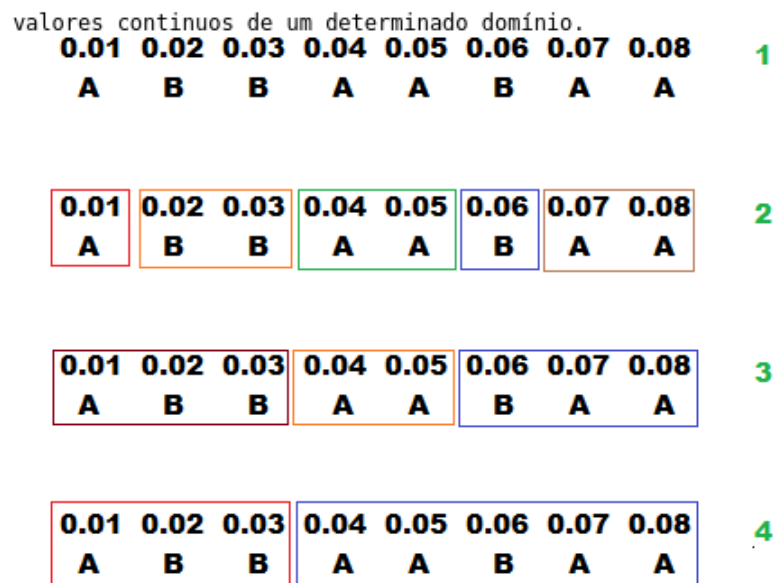 valores continuos de um determinado domínio.
0.01 0.02 0.03 0.04 0.05 0.06 0.07 0.08 1
A B B A A B A A
0.01 0.02 0.03 0.04 0.05 0.06 0.07 0.08 2
A B B A A B A A
0.01 0.02 0.03 0.04 0.05 0.06 0.07 0.08 3
A B B A A B A A
0.01 0.02 0.03 0.04 0.05 0.06 0.07 0.08 4
A B B A A B A A